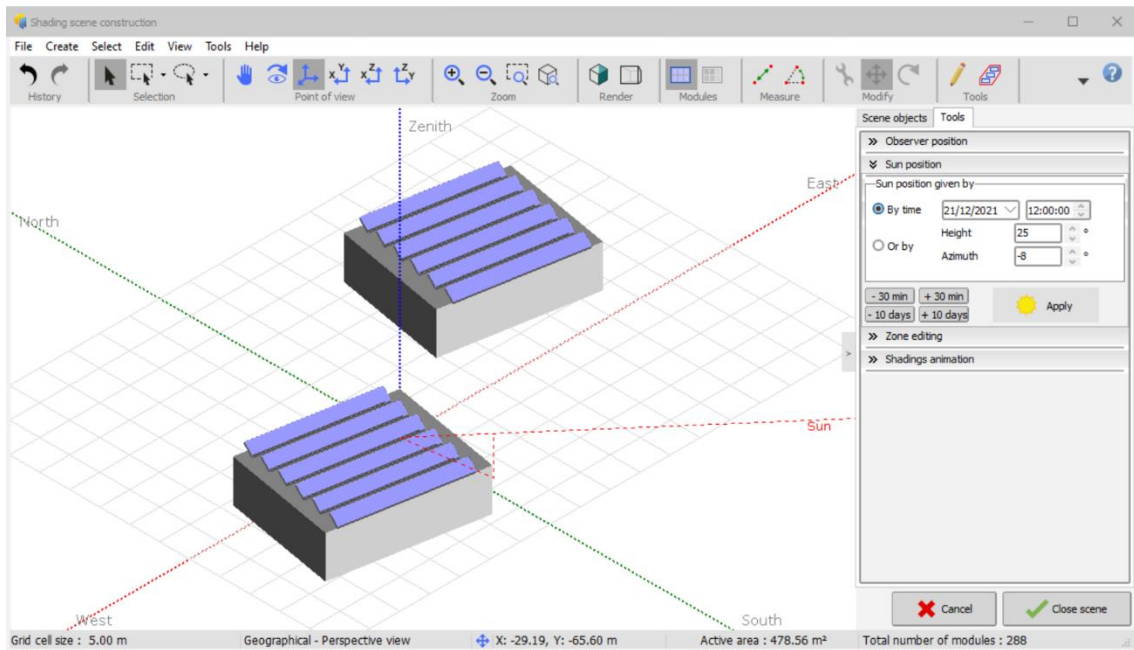 Shading scene construction
File Create Select Edit View Tools Help
History Selection Point of view Zoom Render Modules Measure Modify Tools
Scene objects Tools
Observer position
Sun position
Sun position given by
By time 21/12/2021 12:00:00
Height 25 °
Or by
Azimuth -8 °
- 30 min + 30 min
- 10 days + 10 days
Apply
Zone editing
Shadings animation
Zenith
East
North
Sun
West
South
Cancel Close scene
Grid cell size : 5.00 m Geographical - Perspective view X: -29.19, Y: -65.60 m Active area : 478.56 m² Total number of modules : 288